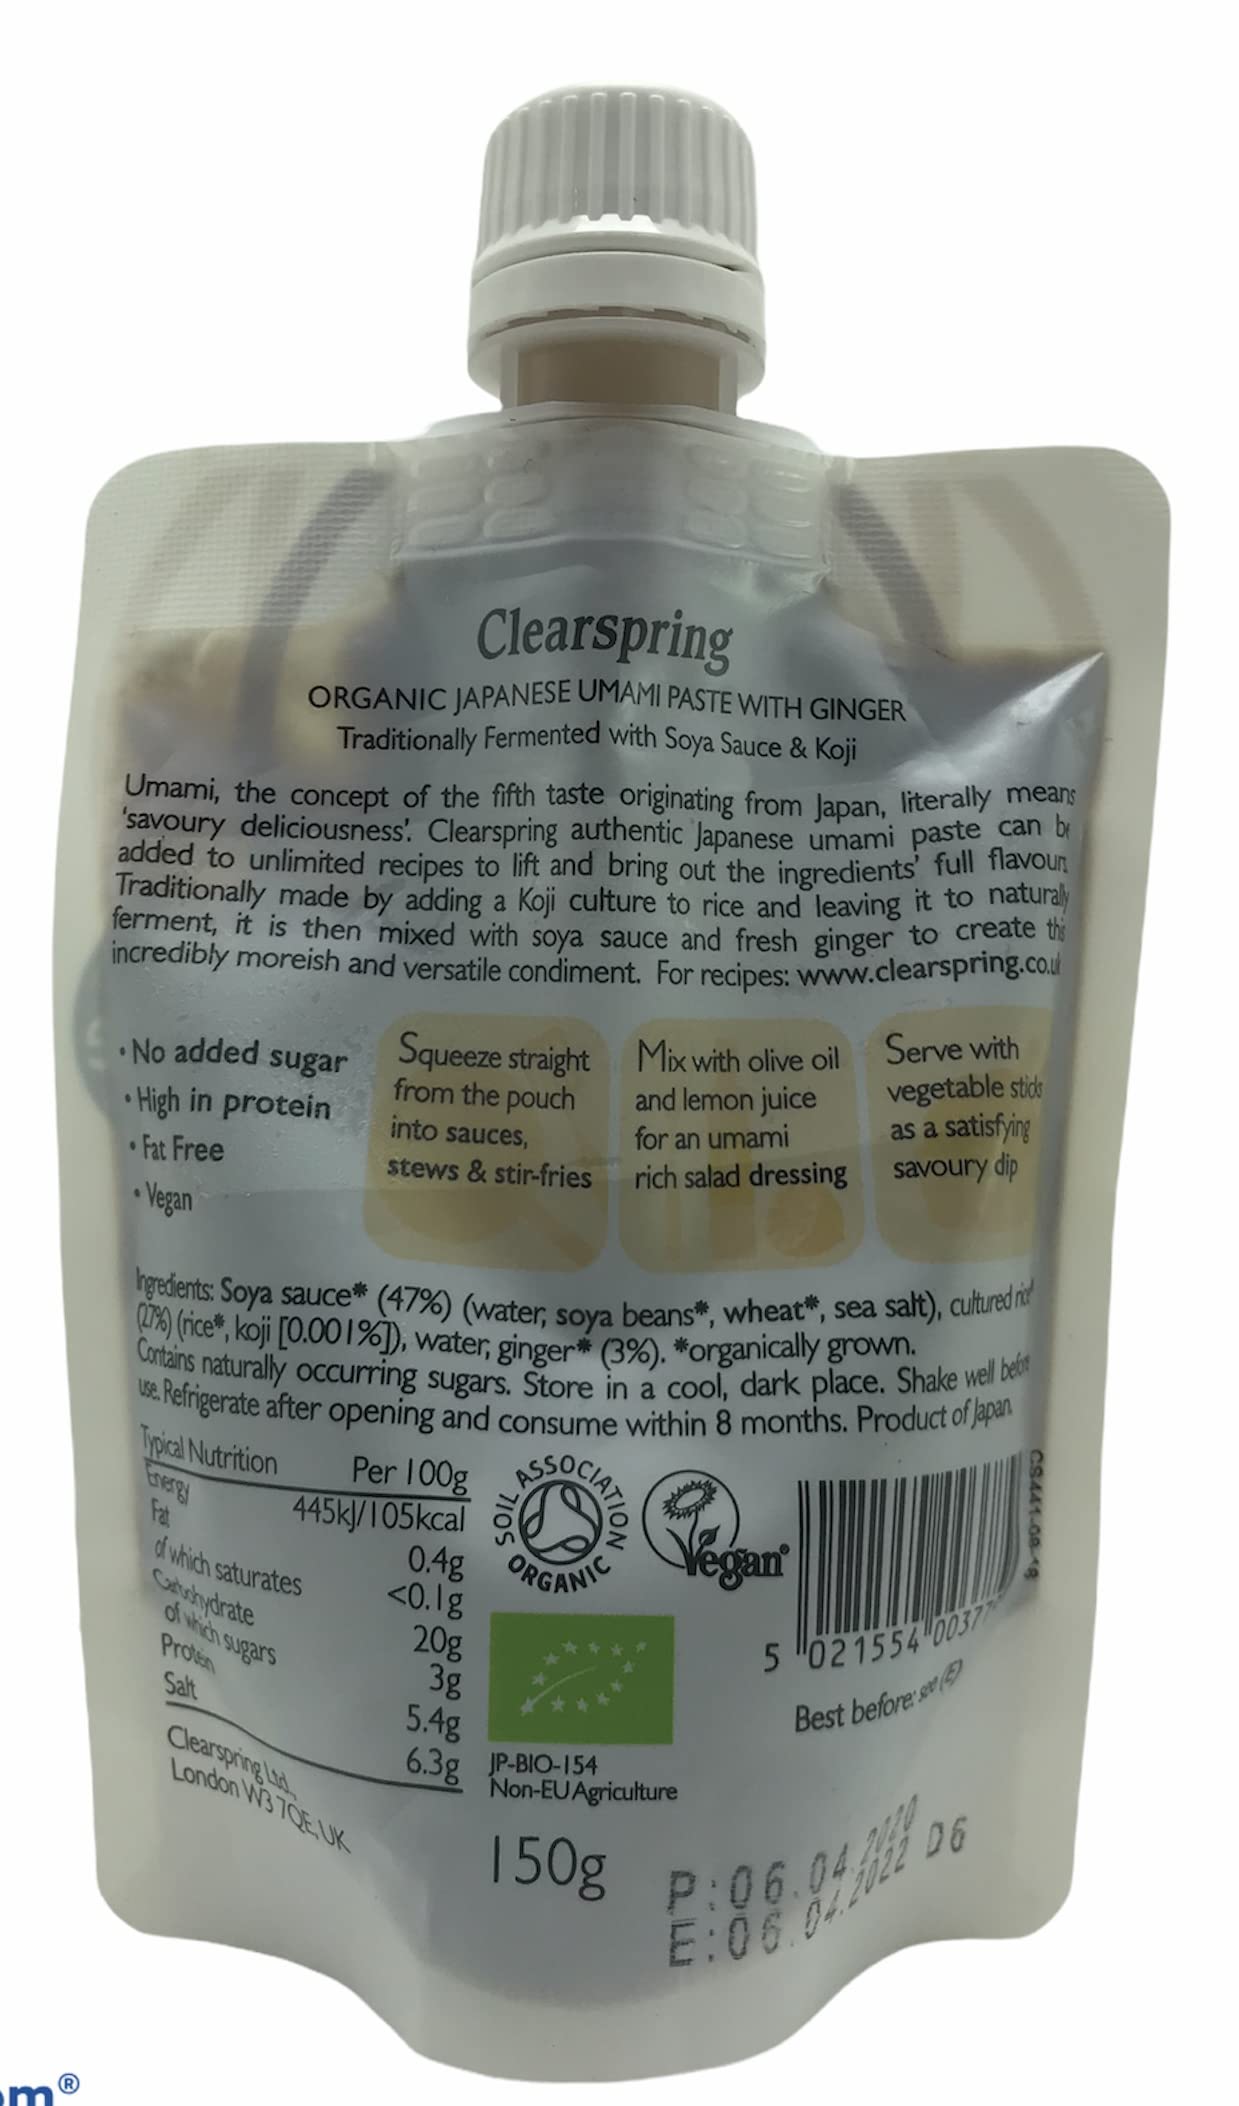 Clearspring
ORGANIC JAPANESE UMAMI PASTE WITH GINGER
Traditionally Fermented with Soya Sauce & Koji
Umami, the concept of the fifth taste originating from Japan, literally means
'savoury deliciousness'. Clearspring authentic Japanese umami paste can be
added to unlimited recipes to lift and bring out the ingredients' full flavour.
Traditionally made by adding a Koji culture to rice and leaving it to naturally
ferment, it is then mixed with soya sauce and fresh ginger to create this
incredibly moreish and versatile condiment. For recipes: www.clearspring.co.uk
• No added sugar
• High in protein
• Fat Free
• Vegan
Squeeze straight
from the pouch
into sauces,
stews & stir-fries
Mix with olive oil
and lemon juice
for an umami
rich salad dressing
Serve with
vegetable sticks
as a satisfying
savoury dip
Ingredients: Soya sauce* (47%) (water, soya beans*, wheat*, sea salt), cultured rice*
(27%) (rice*, koji [0.001%]), water, ginger* (3%). *organically grown.
Contains naturally occurring sugars. Store in a cool, dark place. Shake well before
use. Refrigerate after opening and consume within 8 months. Product of Japan.
Typical Nutrition Per 100g
Energy 445kJ/105kcal
Fat 0.4g
of which saturates <0.1g
Carbohydrate 20g
of which sugars 3g
Protein 5.4g
Salt 6.3g
Clearspring Ltd.,
London W3 7QE, UK
SOIL ASSOCIATION
ORGANIC
Vegan
JP-BIO-154
Non-EU Agriculture
150g
CS441-08-18
5 021554 00377
Best before: see (E)
P:06.04.2020 D6
E:06.04.2022
om®